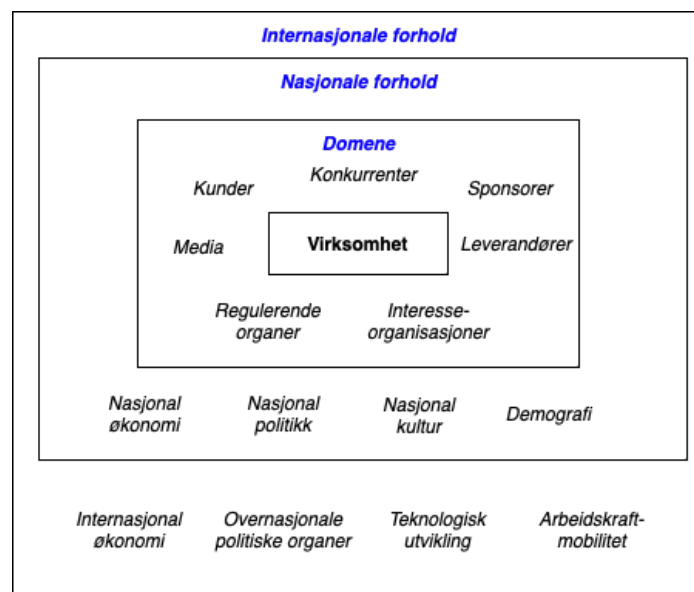 Internasjonale forhold
Nasjonale forhold
Domene
Konkurrenter
Kunder
Sponsorer
Media
Virksomhet
Leverandører
Regulerende
organer
Interesse-
organisasjoner
Nasjonal
økonomi
Nasjonal
politikk
Nasjonal
kultur
Demografi
Internasjonal
økonomi
Overnasjonale
politiske organer
Teknologisk
utvikling
Arbeidskraft-
mobilitet